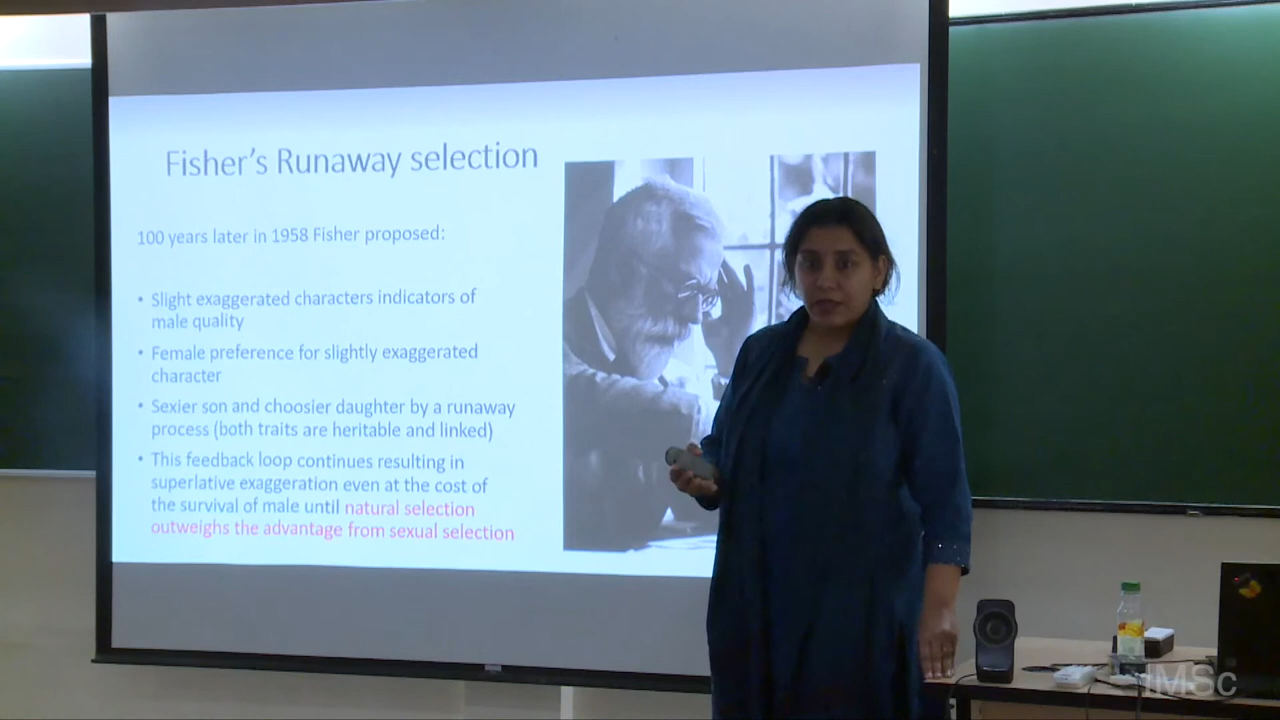 Fisher's Runaway selection
100 years later in 1958 Fisher proposed:
• Slight exaggerated characters indicators of
male quality
• Female preference for slightly exaggerated
character
• Sexier son and choosier daughter by a runaway
process (both traits are heritable and linked)
• This feedback loop continues resulting in
superlative exaggeration even at the cost of
the survival of male until natural selection
outweighs the advantage from sexual selection
IMSc